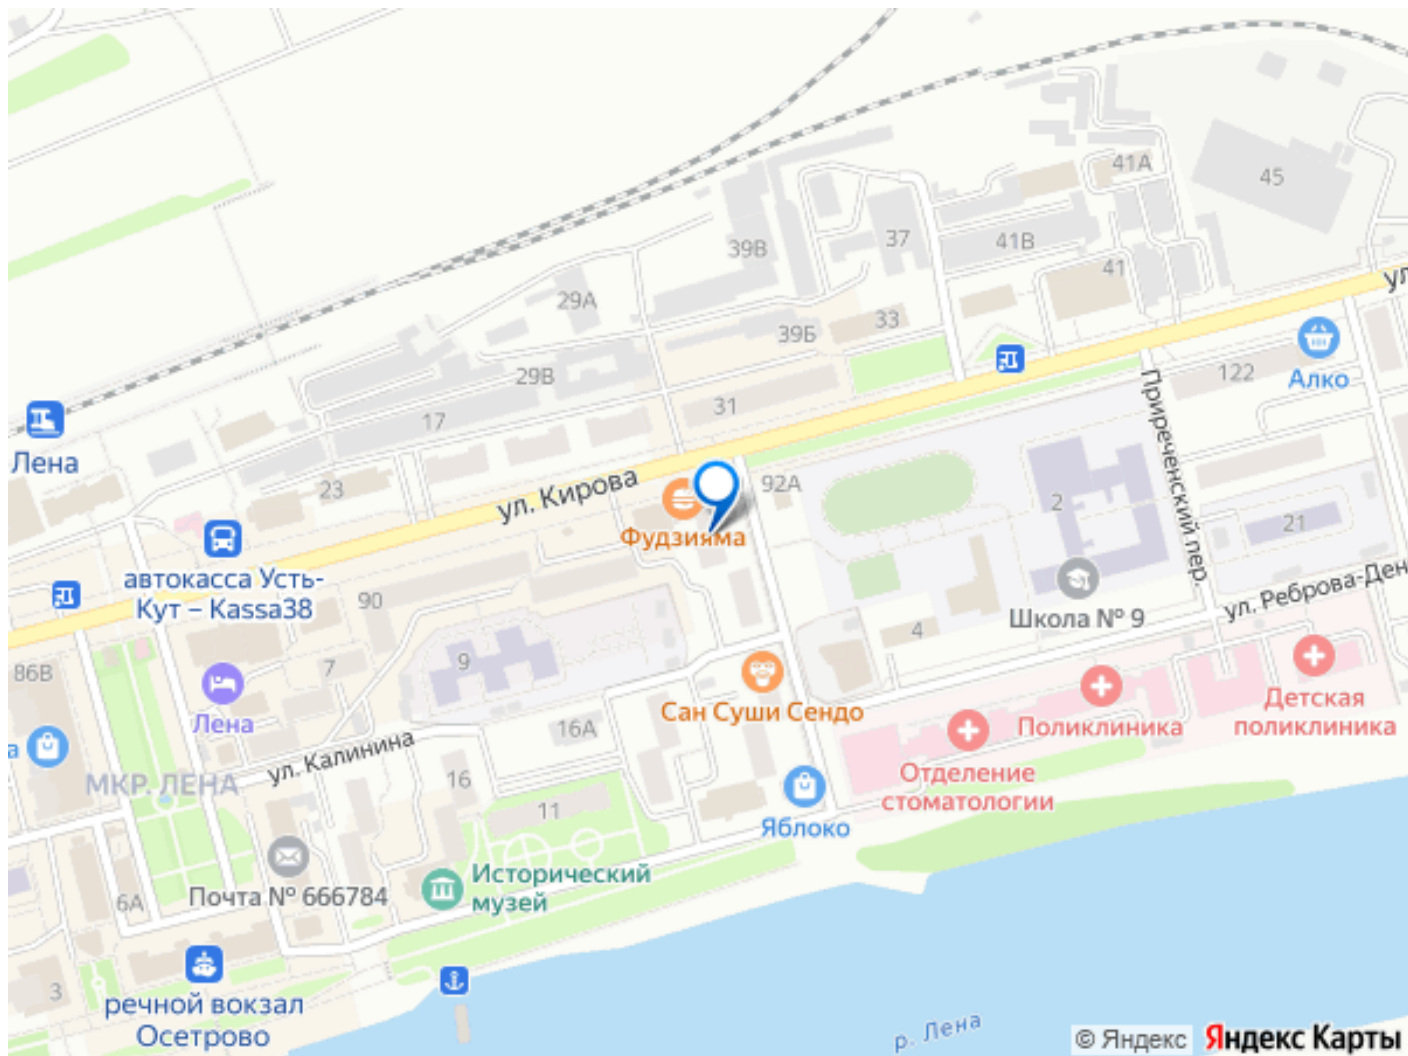 41А
45
37
39В
41В
41
29А
33
39Б
ул
122
Алко
29В
31
17
Лена
23
ул. Кирова
92А
Приреченский пер.
2
21
Фудзияма
автокасса Усть-
Кут – Kassa38
90
Школа № 9
ул. Реброва-Ден
4
86В
7
9
Лена
Сан Суши Сендо
Поликлиника
Детская
поликлиника
а
16А
ул. Калинина
МКР. ЛЕНА
16
11
Отделение
стоматологии
Яблоко
Исторический
музей
Почта № 666784
6А
3
речной вокзал
Осетрово
р. Лена
© Яндекс Яндекс Карты